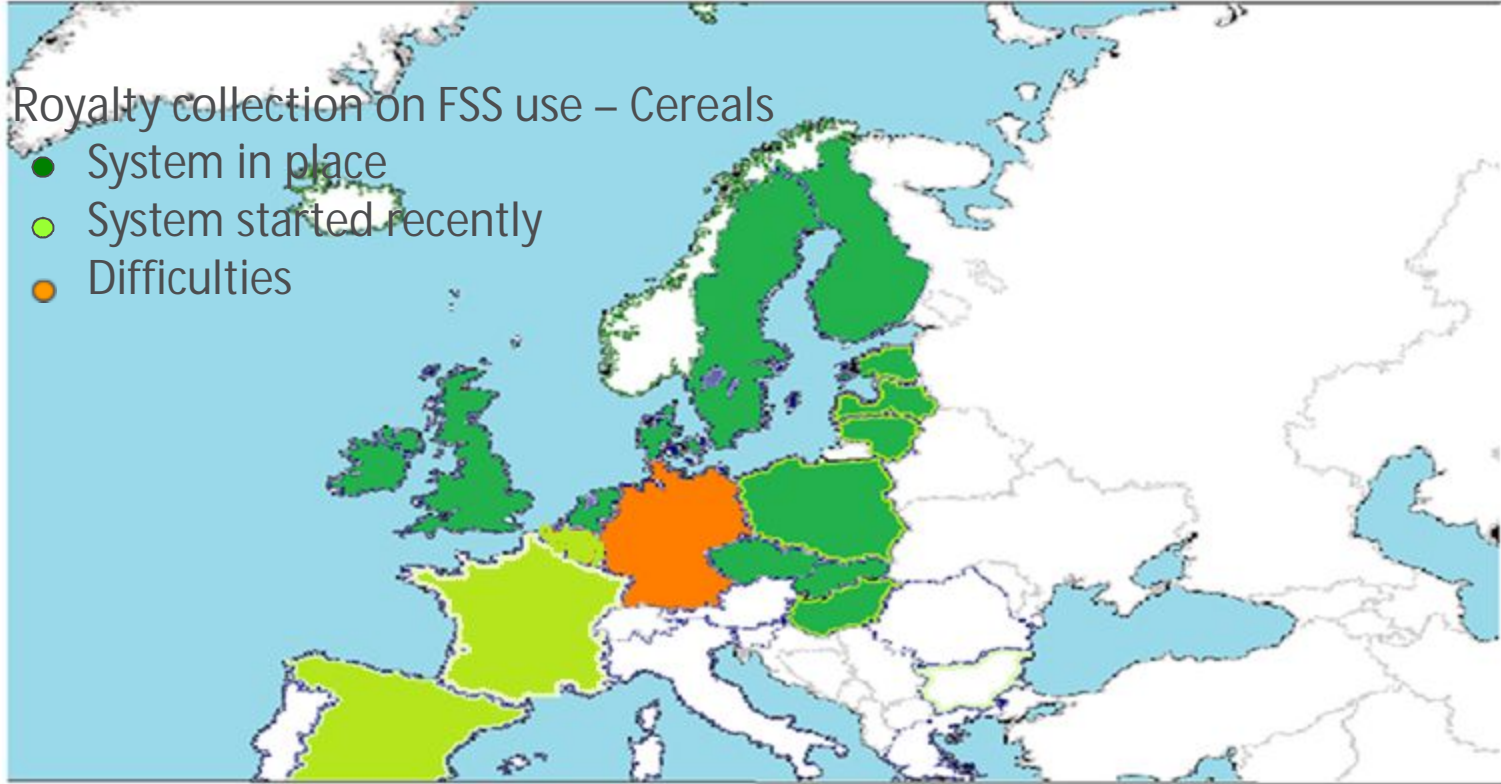 Royalty collection on FSS use – Cereals
System in place
System started recently
Difficulties